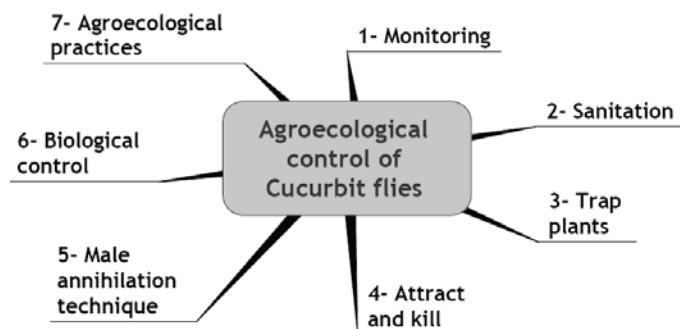 7- Agroecological
practices
1- Monitoring
2- Sanitation
3- Trap
plants
4- Attract
and kill
5- Male
annihilation
technique
6- Biological
control
Agroecological
control of
Cucurbit flies